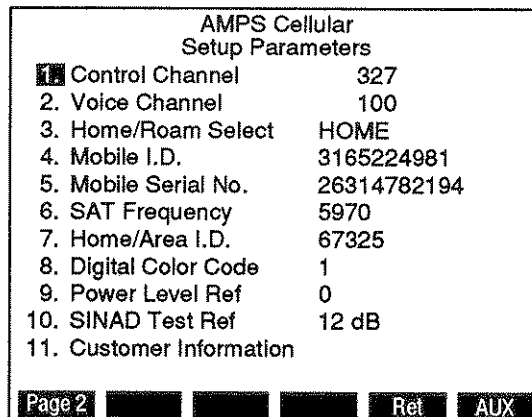 AMPS Cellular
Setup Parameters
1. Control Channel 327
2. Voice Channel 100
3. Home/Roam Select HOME
4. Mobile I.D. 3165224981
5. Mobile Serial No. 26314782194
6. SAT Frequency 5970
7. Home/Area I.D. 67325
8. Digital Color Code 1
9. Power Level Ref 0
10. SINAD Test Ref 12 dB
11. Customer Information
Page 2 Ret AUX